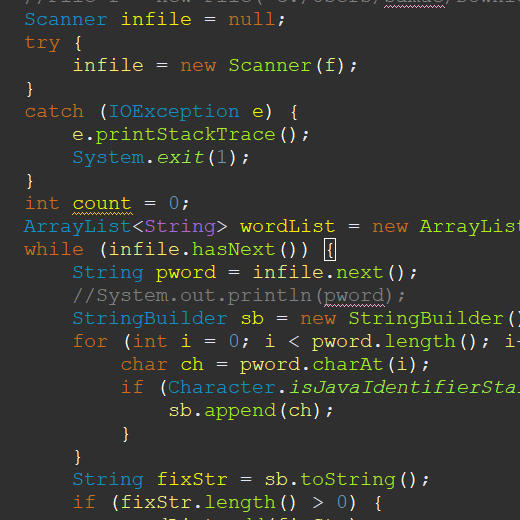 Scanner infile = null;
try {
infile = new Scanner(f);
}
catch (IOException e) {
e.printStackTrace();
System.exit(1);
}
int count = 0;
ArrayList<String> wordList = new ArrayList
while (infile.hasNext()) {
String pword = infile.next();
//System.out.println(pword);
StringBuilder sb = new StringBuilder()
for (int i = 0; i < pword.length(); i
char ch = pword.charAt(i);
if (Character.isJavaIdentifierSta
sb.append(ch);
}
}
String fixStr = sb.toString();
if (fixStr.length() > 0) {